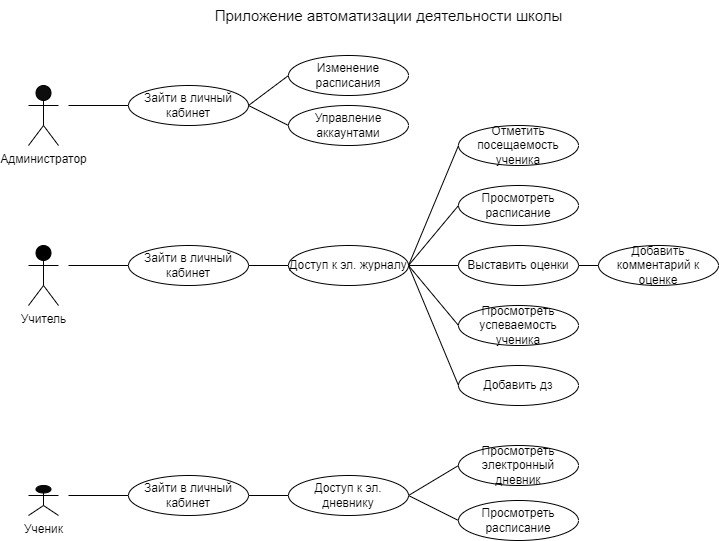 Приложение автоматизации деятельности школы
Изменение
расписания
Зайти в личный
кабинет
Управление
аккаунтами
Администратор
Отметить
посещаемость
ученика
Просмотреть
расписание
Зайти в личный
кабинет
Доступ к эл. журналу
Выставить оценки
Добавить
комментарий к
оценке
Учитель
Просмотреть
успеваемость
ученика
Добавить дз
Просмотреть
электронный
дневник
Зайти в личный
кабинет
Доступ к эл.
дневнику
Просмотреть
расписание
Ученик